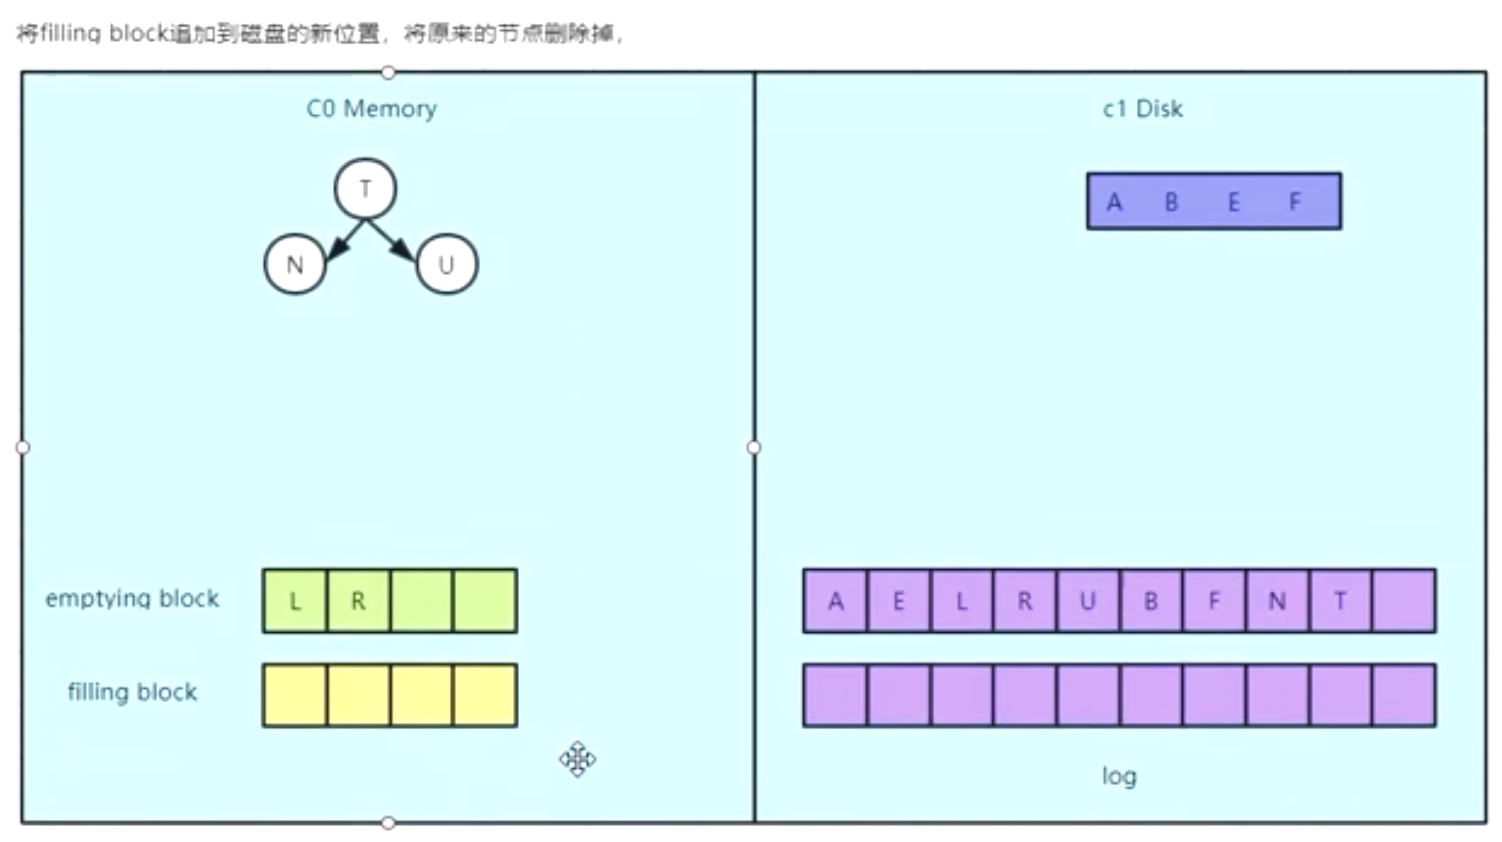 将filling block追加到磁盘的新位置，将原来的节点删除掉，
C0 Memory
c1 Disk
T
N U
A B E F
emptying block L R
A E L R U B F N T
filling block
log